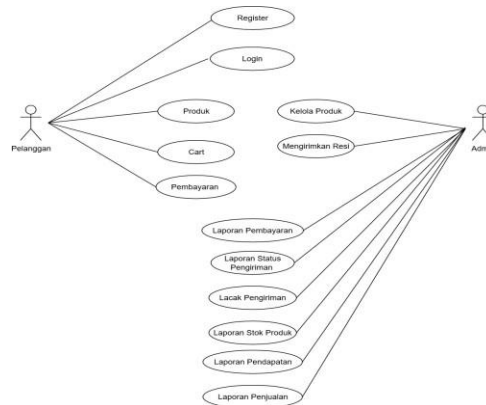 Register
Login
Produk
Kelola Produk
Pelanggan
Cart
Mengirimkan Resi
Adm
Pembayaran
Laporan Pembayaran
Laporan Status
Pengiriman
Lacak Pengiriman
Laporan Stok Produk
Laporan Pendapatan
Laporan Penjualan